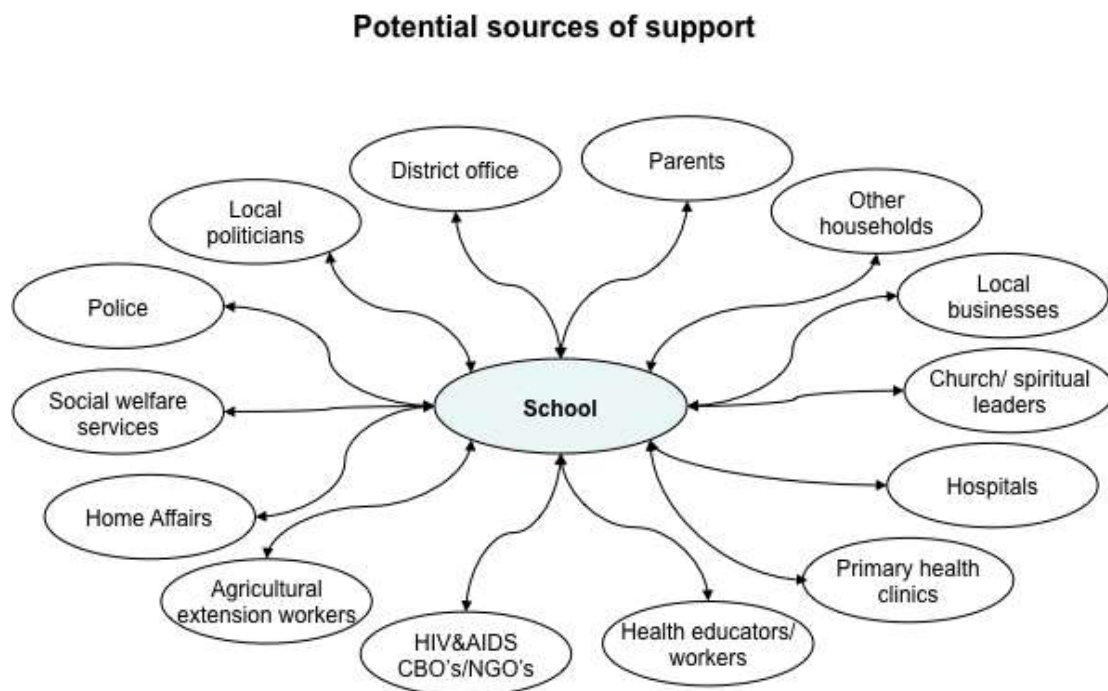 Potential sources of support
District office
Parents
Local
politicians
Other
households
Police
Local
businesses
School
Social welfare
services
Church/ spiritual
leaders
Home Affairs
Hospitals
Agricultural
extension workers
Primary health
clinics
HIV&AIDS
CBO's/NGO's
Health educators/
workers